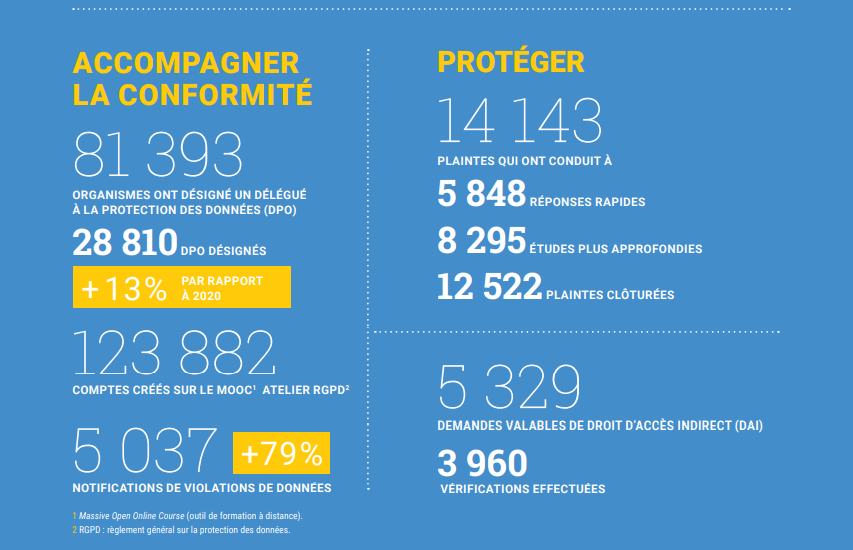 ACCOMPAGNER
LA CONFORMITÉ
81 393
ORGANISMES ONT DÉSIGNÉ UN DÉLÉGUÉ
À LA PROTECTION DES DONNÉES (DPO)
28 810 DPO DÉSIGNÉS
+13% PAR RAPPORT
À 2020
123 882
COMPTES CRÉÉS SUR LE MOOC¹ ATELIER RGPD²
5 037 +79%
NOTIFICATIONS DE VIOLATIONS DE DONNÉES
1 Massive Open Online Course (outil de formation à distance).
2 RGPD : règlement général sur la protection des données.
PROTÉGER
14 143
PLAINTES QUI ONT CONDUIT À
5 848 RÉPONSES RAPIDES
8 295 ÉTUDES PLUS APPROFONDIES
12 522 PLAINTES CLÔTURÉES
5 329
DEMANDES VALABLES DE DROIT D'ACCÈS INDIRECT (DAI)
3 960
VÉRIFICATIONS EFFECTUÉES